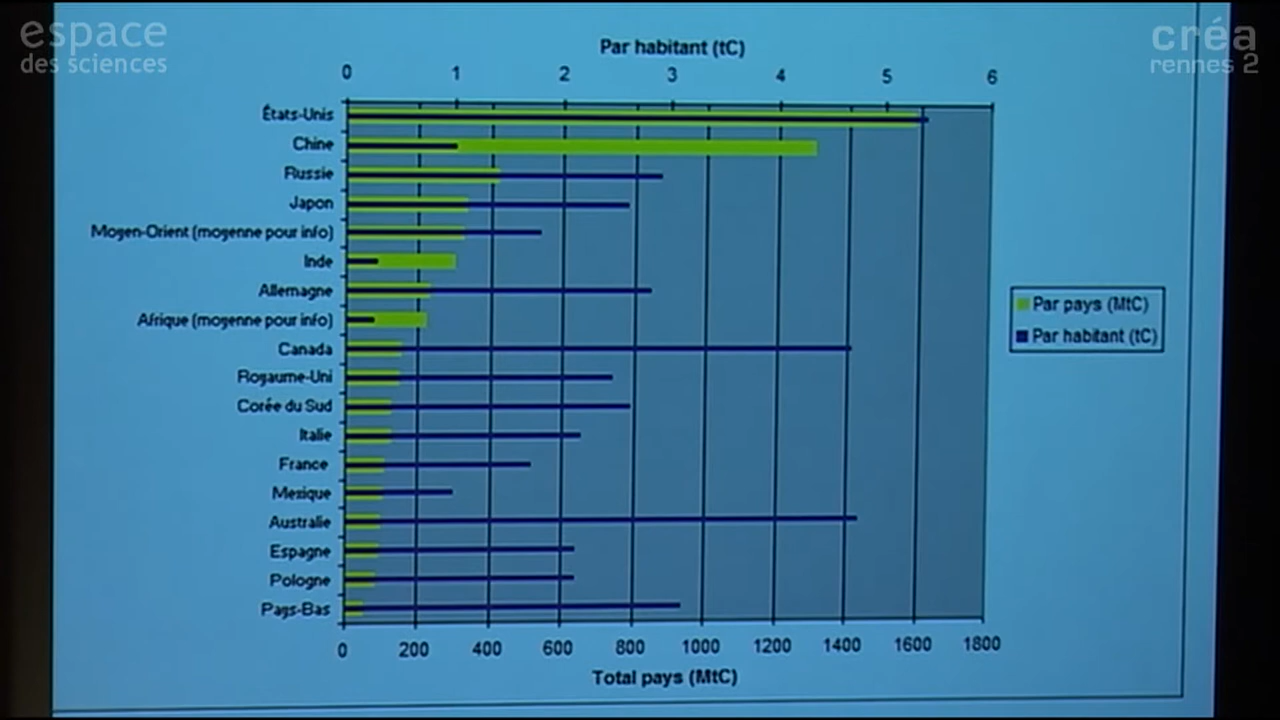 espace
des sciences
créa
rennes 2
Par habitant (tC)
0 1 2 3 4 5 6
États-Unis
Chine
Russie
Japon
Moyen-Orient (moyenne pour info)
Inde
Allemagne
Afrique (moyenne pour info)
Canada
Royaume-Uni
Corée du Sud
Italie
France
Mexique
Australie
Espagne
Pologne
Pays-Bas
Par pays (MtC)
Par habitant (tC)
0 200 400 600 800 1000 1200 1400 1600 1800
Total pays (MtC)